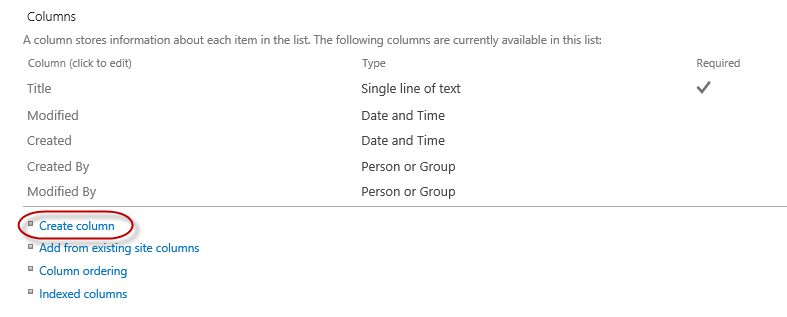 Columns
A column stores information about each item in the list. The following columns are currently available in this list:
Column (click to edit) Type Required
Title Single line of text
Modified Date and Time
Created Date and Time
Created By Person or Group
Modified By Person or Group
Create column
Add from existing site columns
Column ordering
Indexed columns